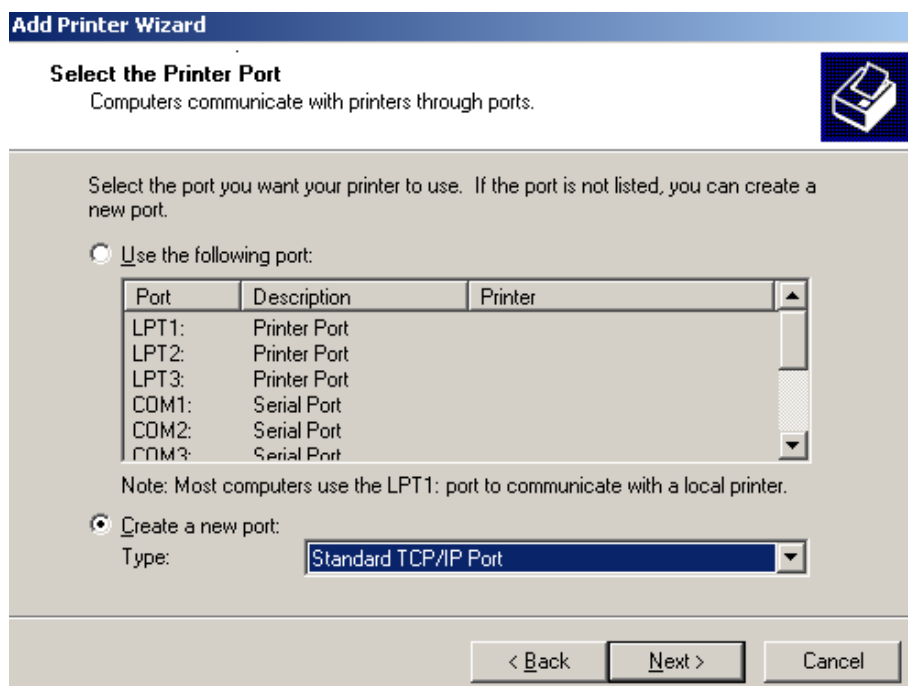 Add Printer Wizard
Select the Printer Port
Computers communicate with printers through ports.
Select the port you want your printer to use.  If the port is not listed, you can create a
new port.
Use the following port:
Port Description Printer
LPT1: Printer Port
LPT2: Printer Port
LPT3: Printer Port
COM1: Serial Port
COM2: Serial Port
COM3: Serial Port
Note: Most computers use the LPT1: port to communicate with a local printer.
Create a new port:
Type: Standard TCP/IP Port
< Back Next > Cancel